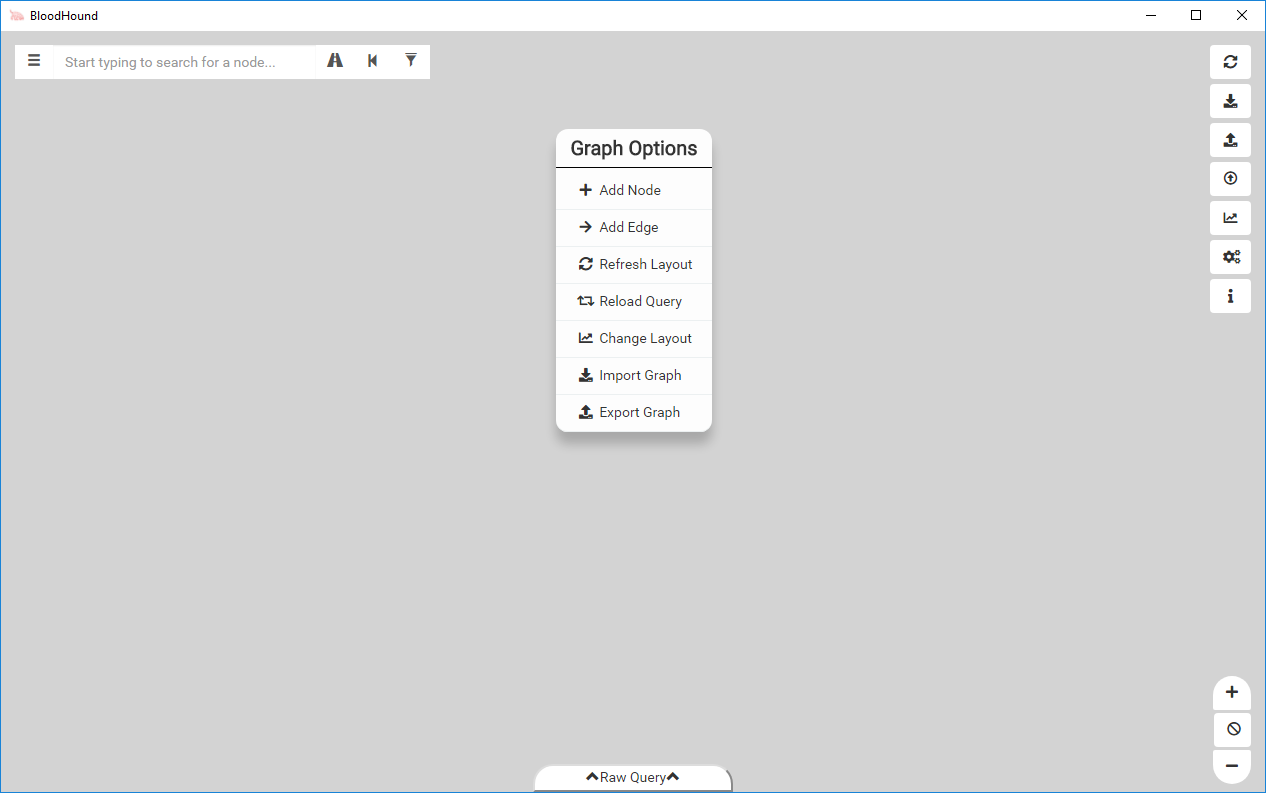 BloodHound
Start typing to search for a node...
Graph Options
Add Node
Add Edge
Refresh Layout
Reload Query
Change Layout
Import Graph
Export Graph
Raw Query